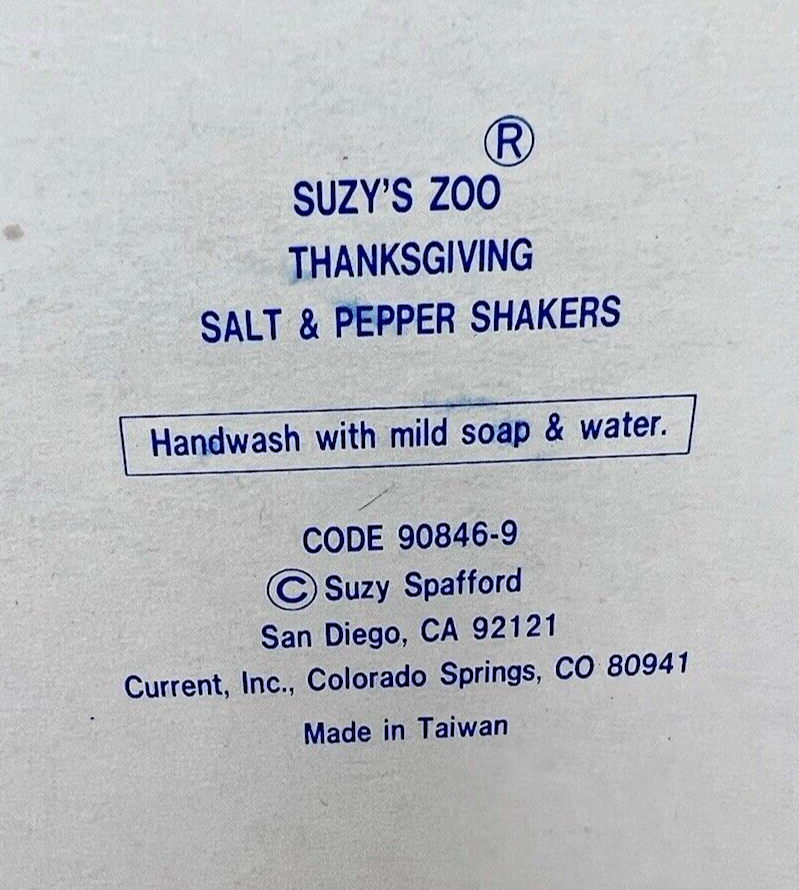 ®
SUZY'S ZOO
THANKSGIVING
SALT & PEPPER SHAKERS
Handwash with mild soap & water.
CODE 90846-9
© Suzy Spafford
San Diego, CA 92121
Current, Inc., Colorado Springs, CO 80941
Made in Taiwan